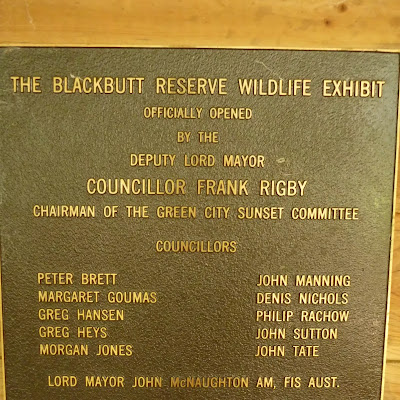 THE BLACKBUTT RESERVE WILDLIFE EXHIBIT
OFFICIALLY OPENED
BY THE
DEPUTY LORD MAYOR
COUNCILLOR FRANK RIGBY
CHAIRMAN OF THE GREEN CITY SUNSET COMMITTEE
COUNCILLORS
PETER BRETT JOHN MANNING
MARGARET GOUMAS DENIS NICHOLS
GREG HANSEN PHILIP RACHOW
GREG HEYS JOHN SUTTON
MORGAN JONES JOHN TATE
LORD MAYOR JOHN McNAUGHTON AM, FIS AUST.